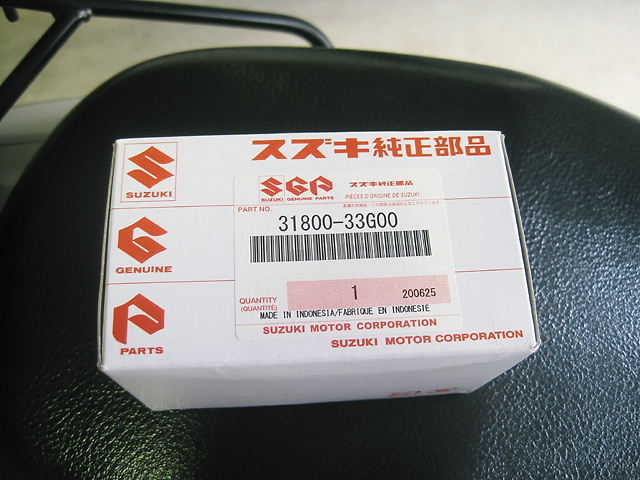 スズキ純正部品
SUZUKI
GENUINE
PARTS
SGP
スズキ純正部品
SUZUKI GENUINE PARTS
PIÈCES D'ORIGINE DE SUZUKI
PART NO.
31800-33G00
QUANTITY
(QUANTITÉ)
1
200625
MADE IN INDONESIA/FABRIQUE EN INDONESIE
SUZUKI MOTOR CORPORATION
SUZUKI MOTOR CORPORATION